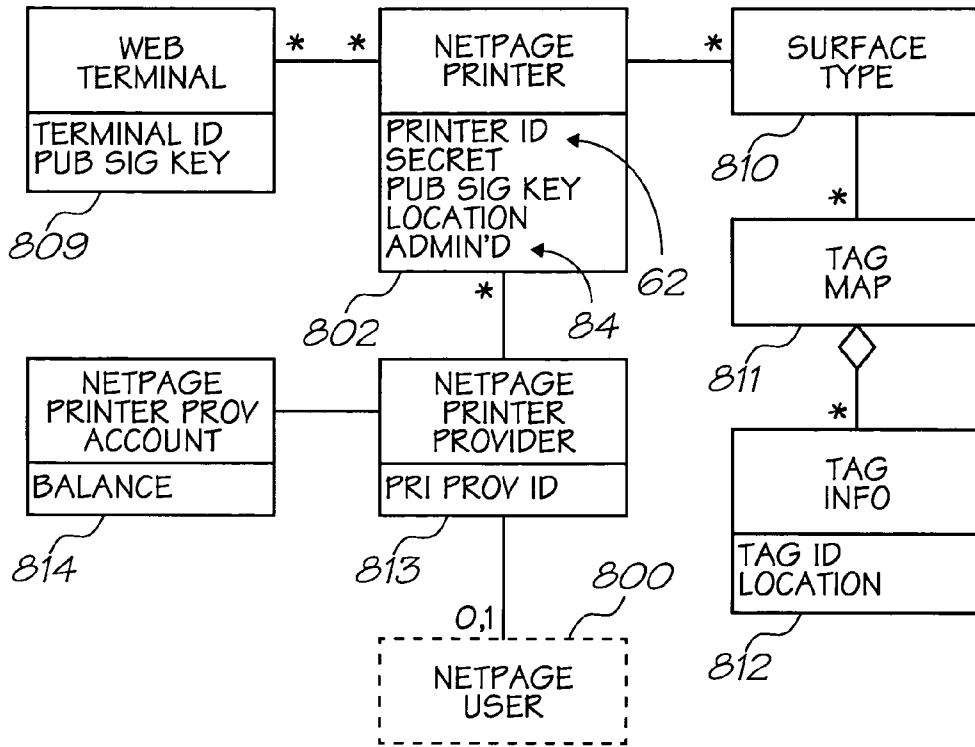 WEB
TERMINAL
TERMINAL ID
PUB SIG KEY
809
* *
NETPAGE
PRINTER
PRINTER ID
SECRET
PUB SIG KEY
LOCATION
ADMIN'D
802
62
84
*
SURFACE
TYPE
810
*
TAG
MAP
811
*
TAG
INFO
TAG ID
LOCATION
812
*
NETPAGE
PRINTER PROV
ACCOUNT
BALANCE
814
NETPAGE
PRINTER
PROVIDER
PRI PROV ID
813
800
0,1
NETPAGE
USER